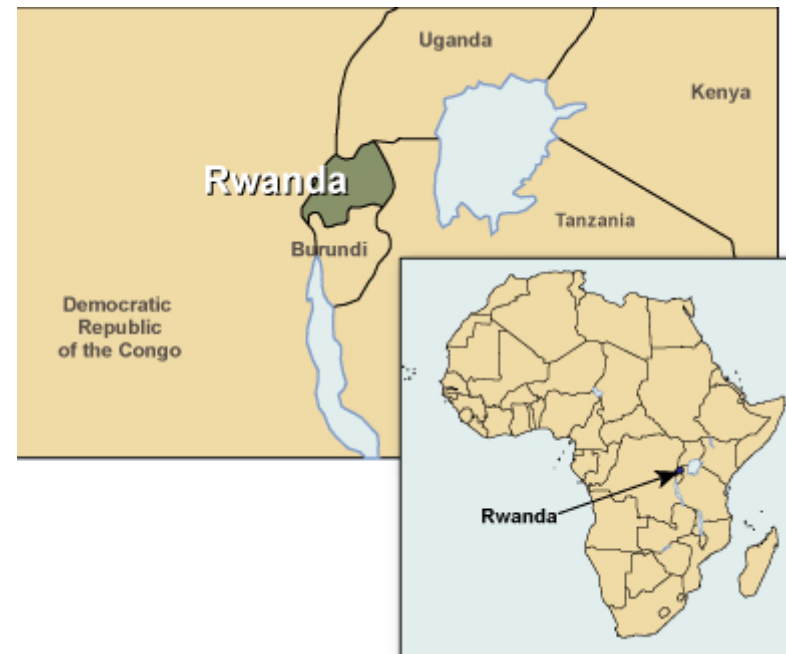 Uganda
Kenya
Rwanda
Tanzania
Burundi
Democratic
Republic
of the Congo
Rwanda